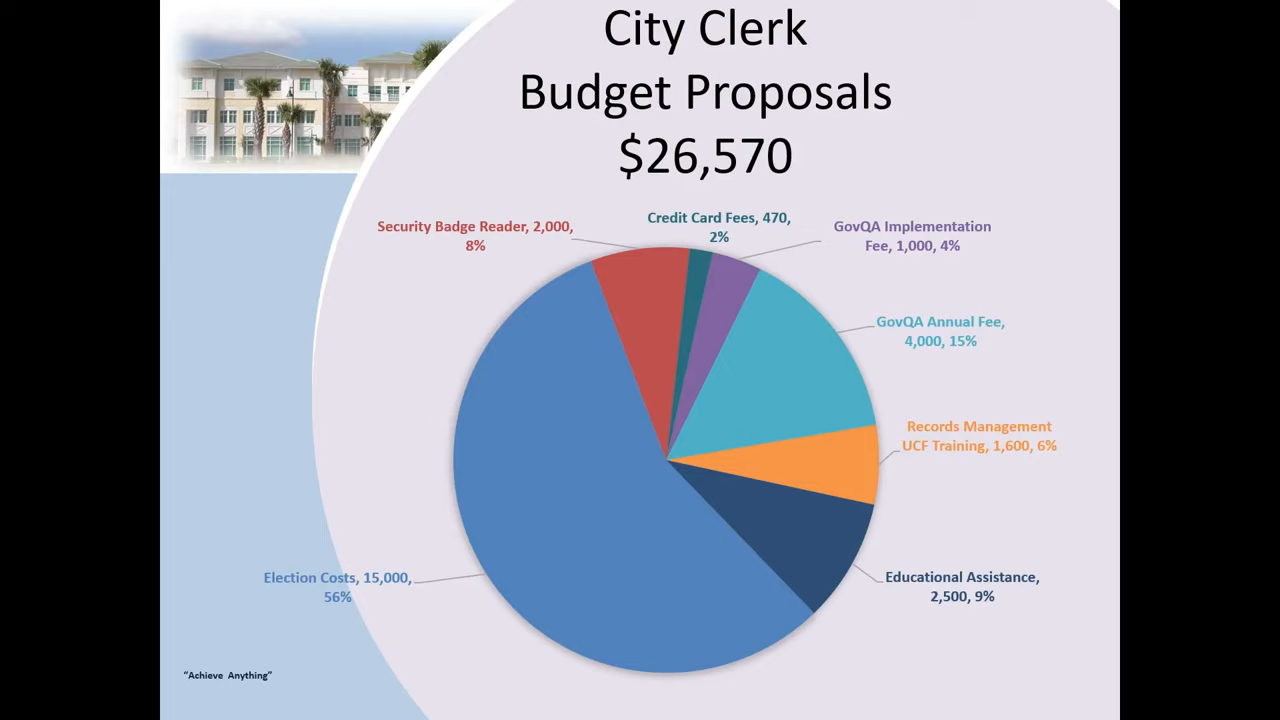 City Clerk
Budget Proposals
$26,570
Security Badge Reader, 2,000,
8%
Credit Card Fees, 470,
2%
GovQA Implementation
Fee, 1,000, 4%
GovQA Annual Fee,
4,000, 15%
Records Management
UCF Training, 1,600, 6%
Election Costs, 15,000,
56%
Educational Assistance,
2,500, 9%
“Achieve Anything”